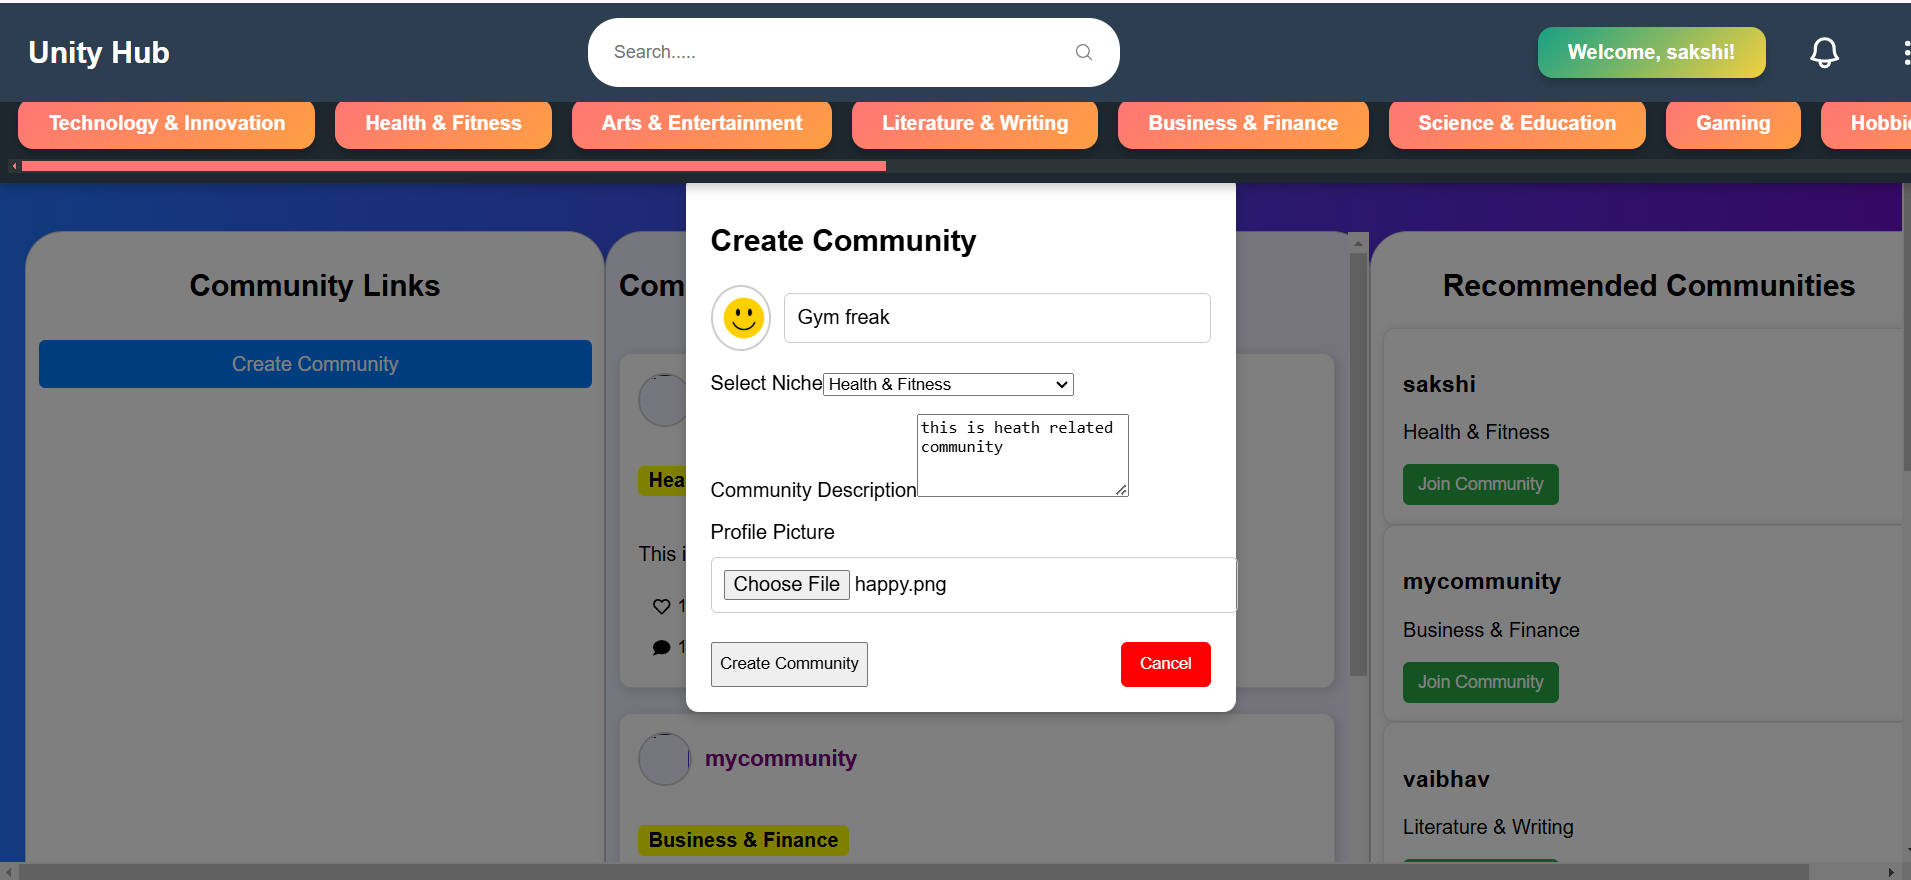 Unity Hub
Search.....
Welcome, sakshi!
Technology & Innovation
Health & Fitness
Arts & Entertainment
Literature & Writing
Business & Finance
Science & Education
Gaming
Hobbi
Community Links
Create Community
Com
Hea
This i
1
1
mycommunity
Business & Finance
Create Community
Gym freak
Select Niche Health & Fitness
Community Description
this is heath related
community
Profile Picture
Choose File happy.png
Create Community
Cancel
Recommended Communities
sakshi
Health & Fitness
Join Community
mycommunity
Business & Finance
Join Community
vaibhav
Literature & Writing